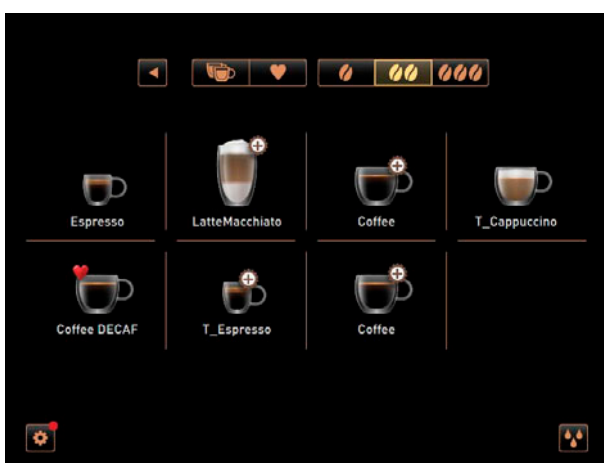 Espresso
LatteMacchiato
Coffee
T_Cappuccino
Coffee DECAF
T_Espresso
Coffee